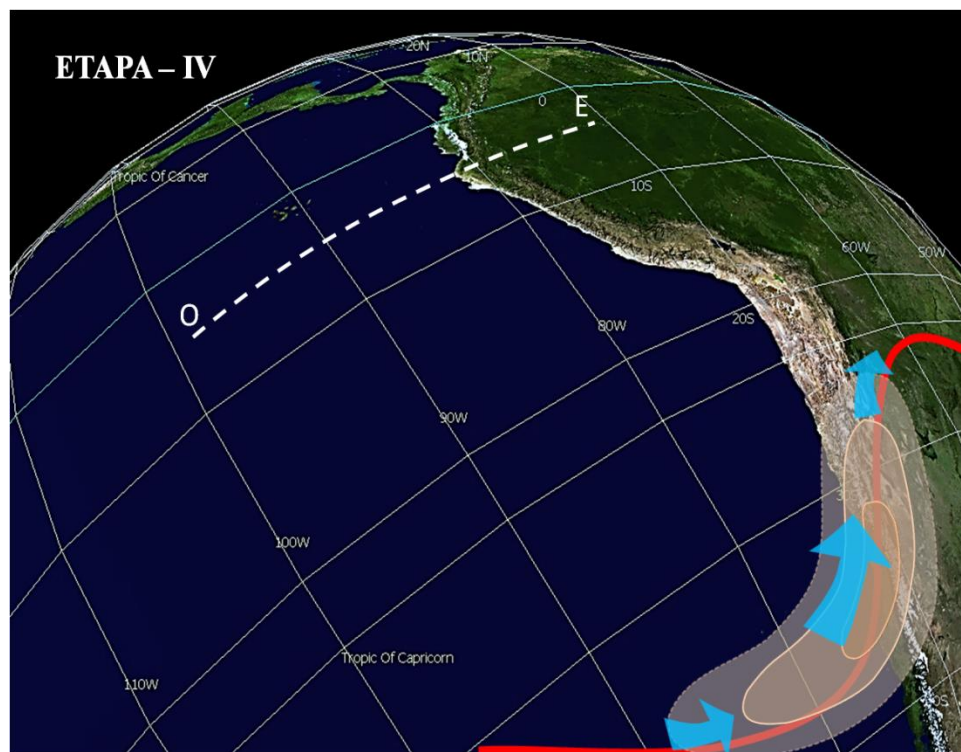 ETAPA – IV
20N
10N
0
E
Tropic Of Cancer
10S
60W
50W
O
20S
80W
90W
100W
Tropic Of Capricorn
110W